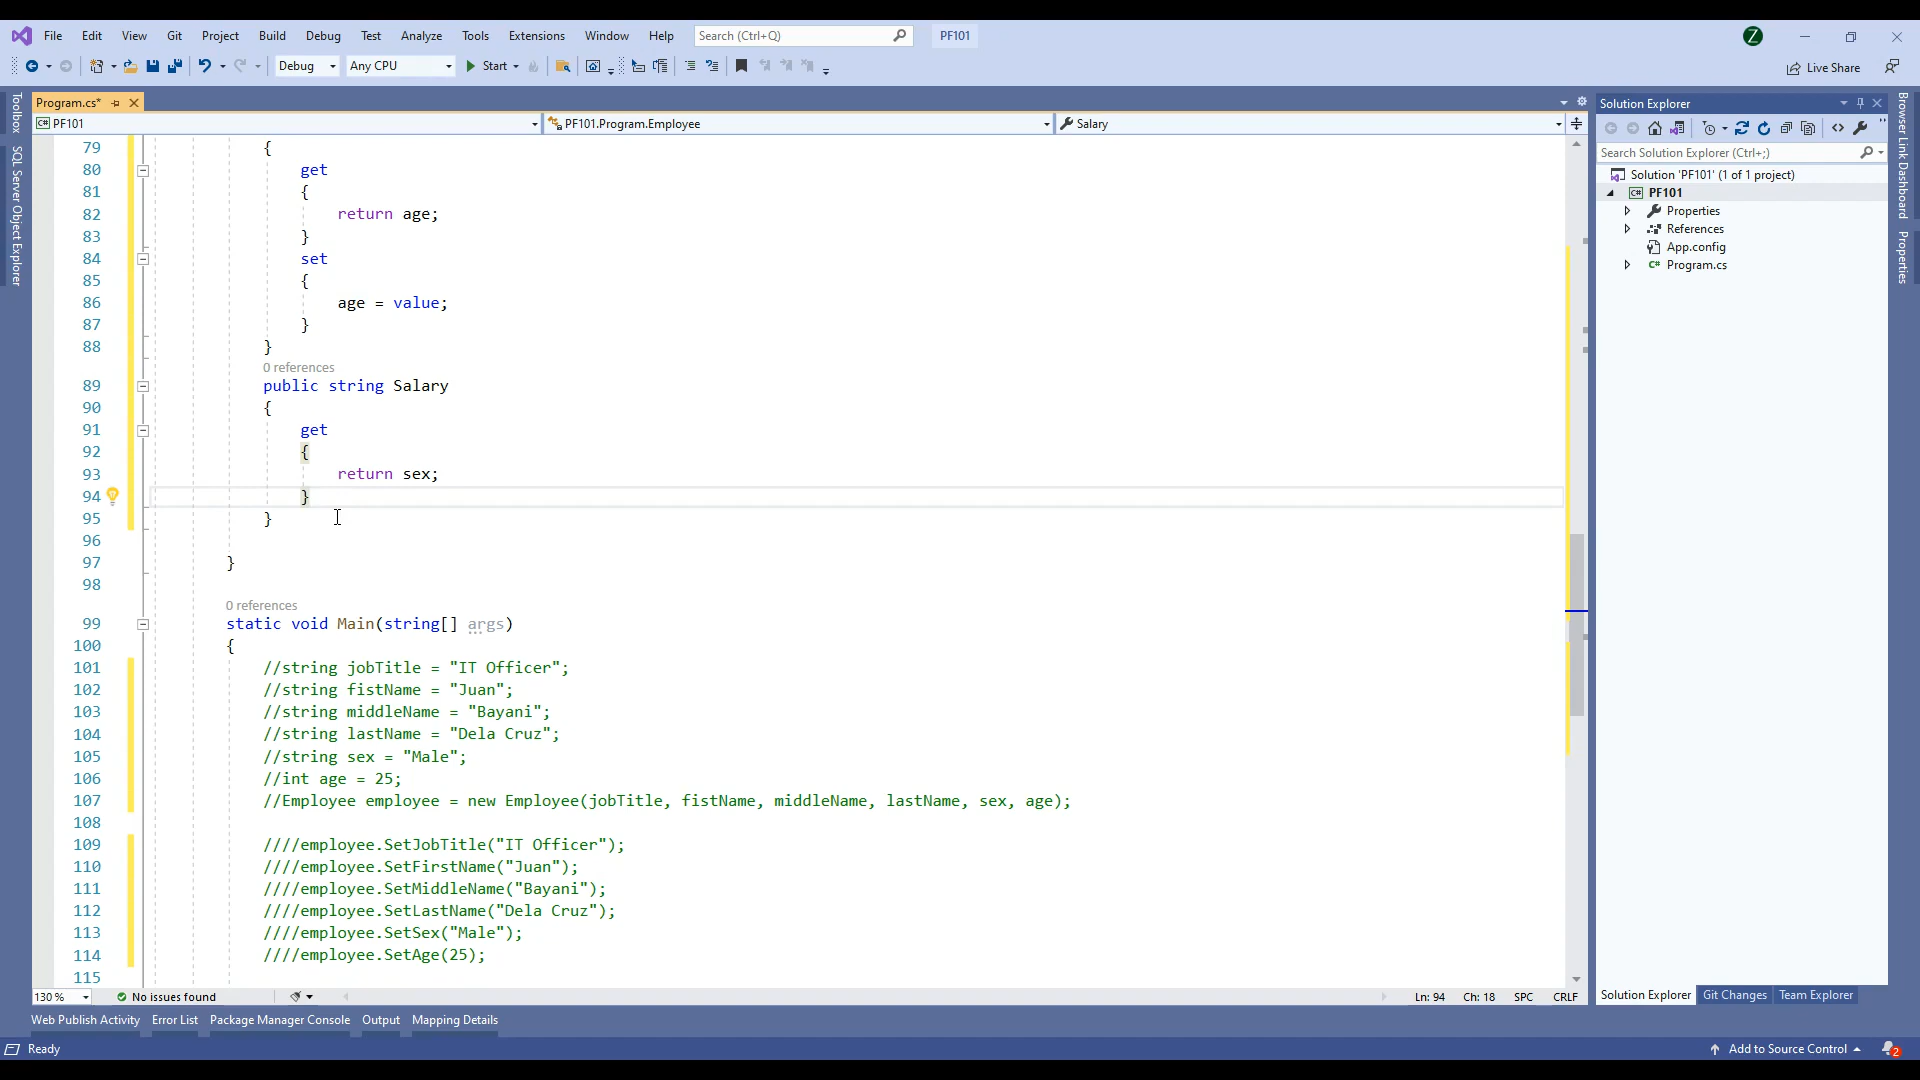 File Edit View Git Project Build Debug Test Analyze Tools Extensions Window Help Search (Ctrl+Q) PF101 Z
Debug Any CPU Start Live Share
Program.cs*
PF101 PF101.Program.Employee Salary
79 {
80 get
81 {
82 return age;
83 }
84 set
85 {
86 age = value;
87 }
88 }
0 references
89 public string Salary
90 {
91 get
92 {
93 return sex;
94 }
95 }
96
97 }
98
0 references
99 static void Main(string[] args)
100 {
101 //string jobTitle = "IT Officer";
102 //string fistName = "Juan";
103 //string middleName = "Bayani";
104 //string lastName = "Dela Cruz";
105 //string sex = "Male";
106 //int age = 25;
107 //Employee employee = new Employee(jobTitle, fistName, middleName, lastName, sex, age);
108
109 ////employee.SetJobTitle("IT Officer");
110 ////employee.SetFirstName("Juan");
111 ////employee.SetMiddleName("Bayani");
112 ////employee.SetLastName("Dela Cruz");
113 ////employee.SetSex("Male");
114 ////employee.SetAge(25);
115
130 % No issues found Ln: 94 Ch: 18 SPC CRLF
Toolbox
SQL Server Object Explorer
Solution Explorer
Search Solution Explorer (Ctrl+;)
Solution 'PF101' (1 of 1 project)
C# PF101
Properties
References
App.config
C# Program.cs
Solution Explorer Git Changes Team Explorer
Browser Link Dashboard
Properties
Web Publish Activity Error List Package Manager Console Output Mapping Details
Ready Add to Source Control 2